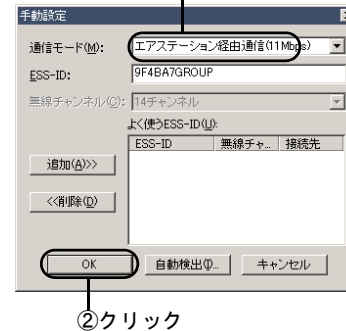 手動設定
通信モード(M): エアステーション経由通信(11Mbps)
ESS-ID: 9F4BA7GROUP
無線チャンネル(C): 14チャンネル
よく使うESS-ID(U):
ESS-ID 無線チャ... 接続先
追加(A)>>
<<削除(D)
OK 自動検出(I)... キャンセル
②クリック